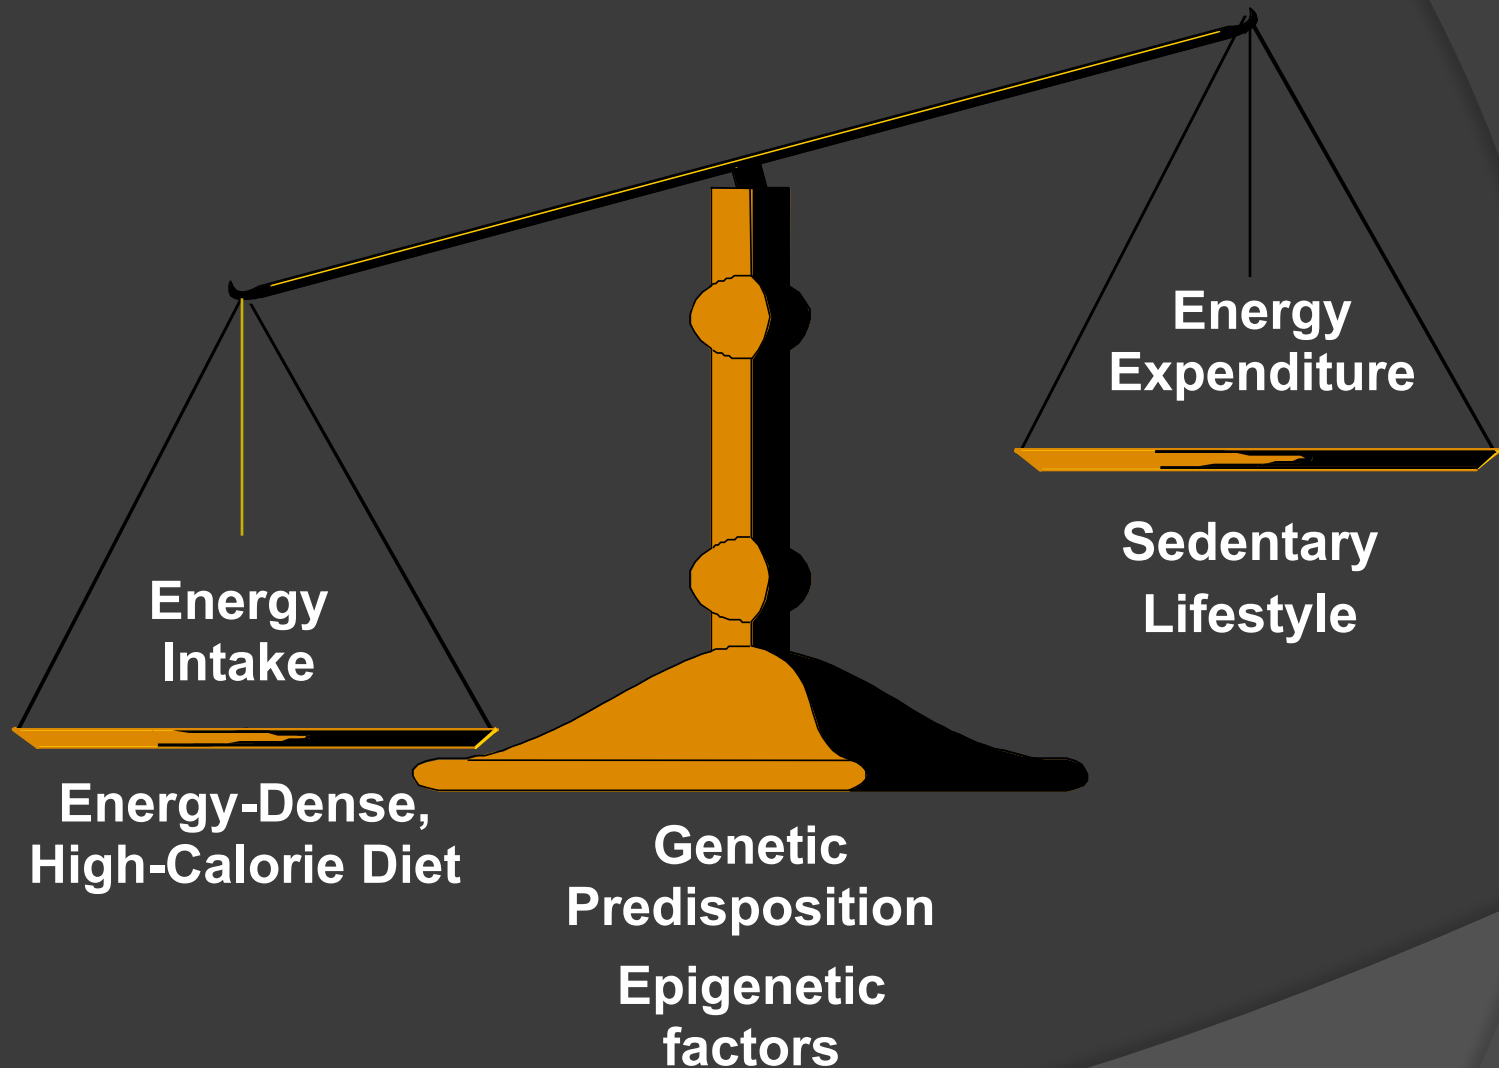 Energy
Intake
Energy-Dense,
High-Calorie Diet
Genetic
Predisposition
Epigenetic
factors
Energy
Expenditure
Sedentary
Lifestyle